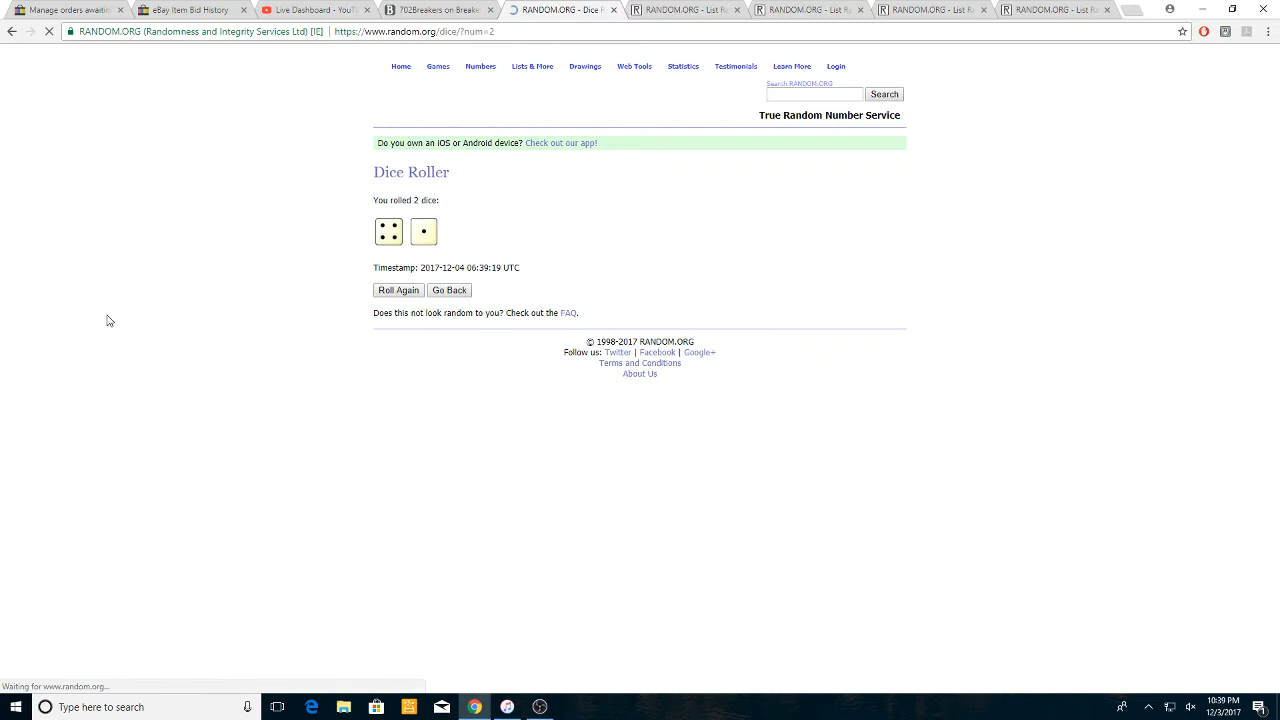 Manage orders awaitin
eBay Item Bid History
Live Dashboard - YouT
702Breakers on Breake
RANDOM.ORG - Dice R
RANDOM.ORG - List Ra
RANDOM.ORG - List Ra
RANDOM.ORG - List Ra
RANDOM.ORG - List Ra
RANDOM.ORG (Randomness and Integrity Services Ltd) [IE] https://www.random.org/dice/?num=2
Home Games Numbers Lists & More Drawings Web Tools Statistics Testimonials Learn More Login
Search RANDOM.ORG
Search
True Random Number Service
Do you own an iOS or Android device? Check out our app!
Dice Roller
You rolled 2 dice:
Timestamp: 2017-12-04 06:39:19 UTC
Roll Again Go Back
Does this not look random to you? Check out the FAQ.
© 1998-2017 RANDOM.ORG
Follow us: Twitter | Facebook | Google+
Terms and Conditions
About Us
Waiting for www.random.org...
Type here to search
10:39 PM
12/3/2017